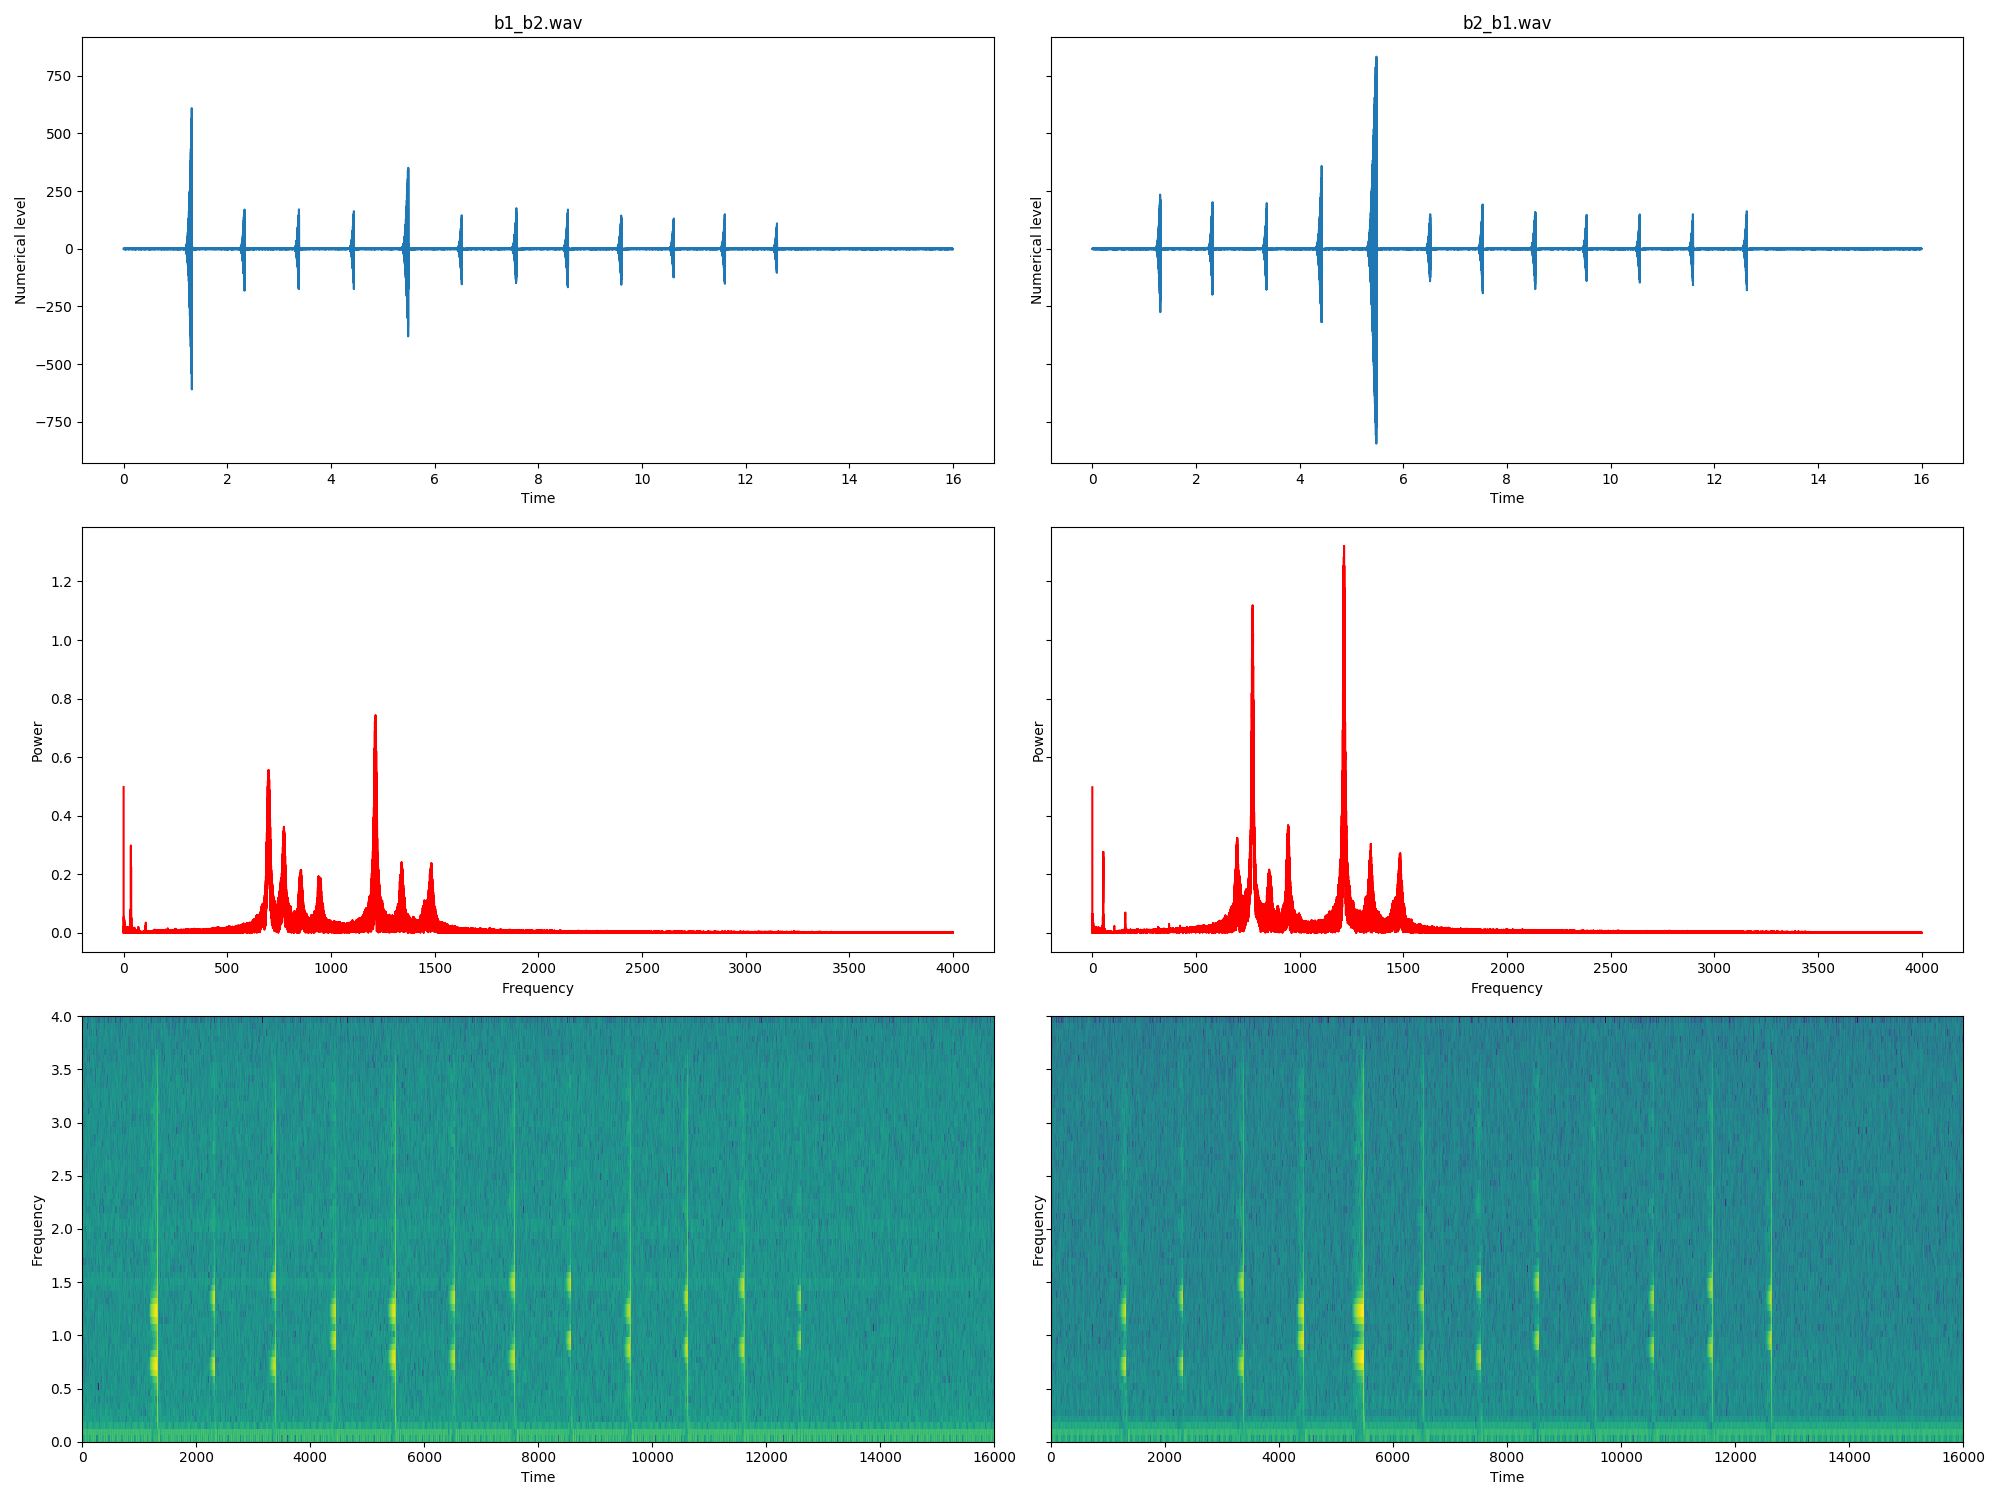 b1_b2.wav
750
500
250
0
−250
−500
−750
Numerical level
0 2 4 6 8 10 12 14 16
Time
b2_b1.wav
Numerical level
0 2 4 6 8 10 12 14 16
Time
1.2
1.0
0.8
0.6
0.4
0.2
0.0
Power
0 500 1000 1500 2000 2500 3000 3500 4000
Frequency
Power
0 500 1000 1500 2000 2500 3000 3500 4000
Frequency
4.0
3.5
3.0
2.5
2.0
1.5
1.0
0.5
0.0
Frequency
0 2000 4000 6000 8000 10000 12000 14000 16000
Time
Frequency
0 2000 4000 6000 8000 10000 12000 14000 16000
Time